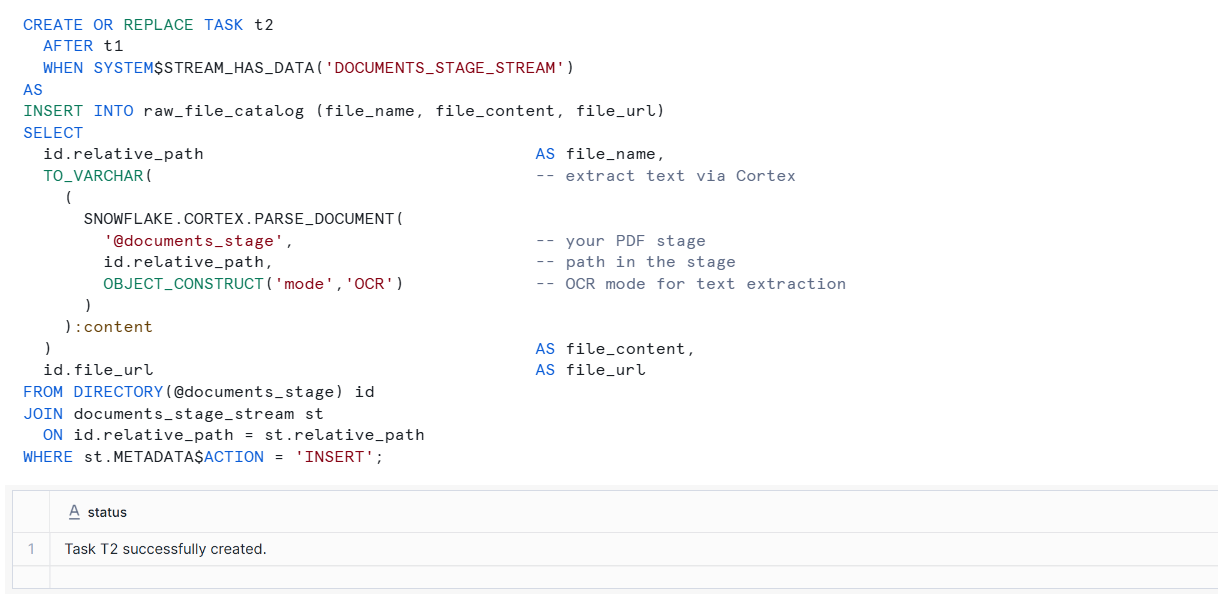 CREATE OR REPLACE TASK t2
  AFTER t1
  WHEN SYSTEM$STREAM_HAS_DATA('DOCUMENTS_STAGE_STREAM')
AS
INSERT INTO raw_file_catalog (file_name, file_content, file_url)
SELECT
  id.relative_path                                 AS file_name,
  TO_VARCHAR(                                      -- extract text via Cortex
    (
      SNOWFLAKE.CORTEX.PARSE_DOCUMENT(
        '@documents_stage',                        -- your PDF stage
        id.relative_path,                          -- path in the stage
        OBJECT_CONSTRUCT('mode','OCR')             -- OCR mode for text extraction
      )
    ):content
  )                                                AS file_content,
  id.file_url                                      AS file_url
FROM DIRECTORY(@documents_stage) id
JOIN documents_stage_stream st
  ON id.relative_path = st.relative_path
WHERE st.METADATA$ACTION = 'INSERT';
A status
1 Task T2 successfully created.